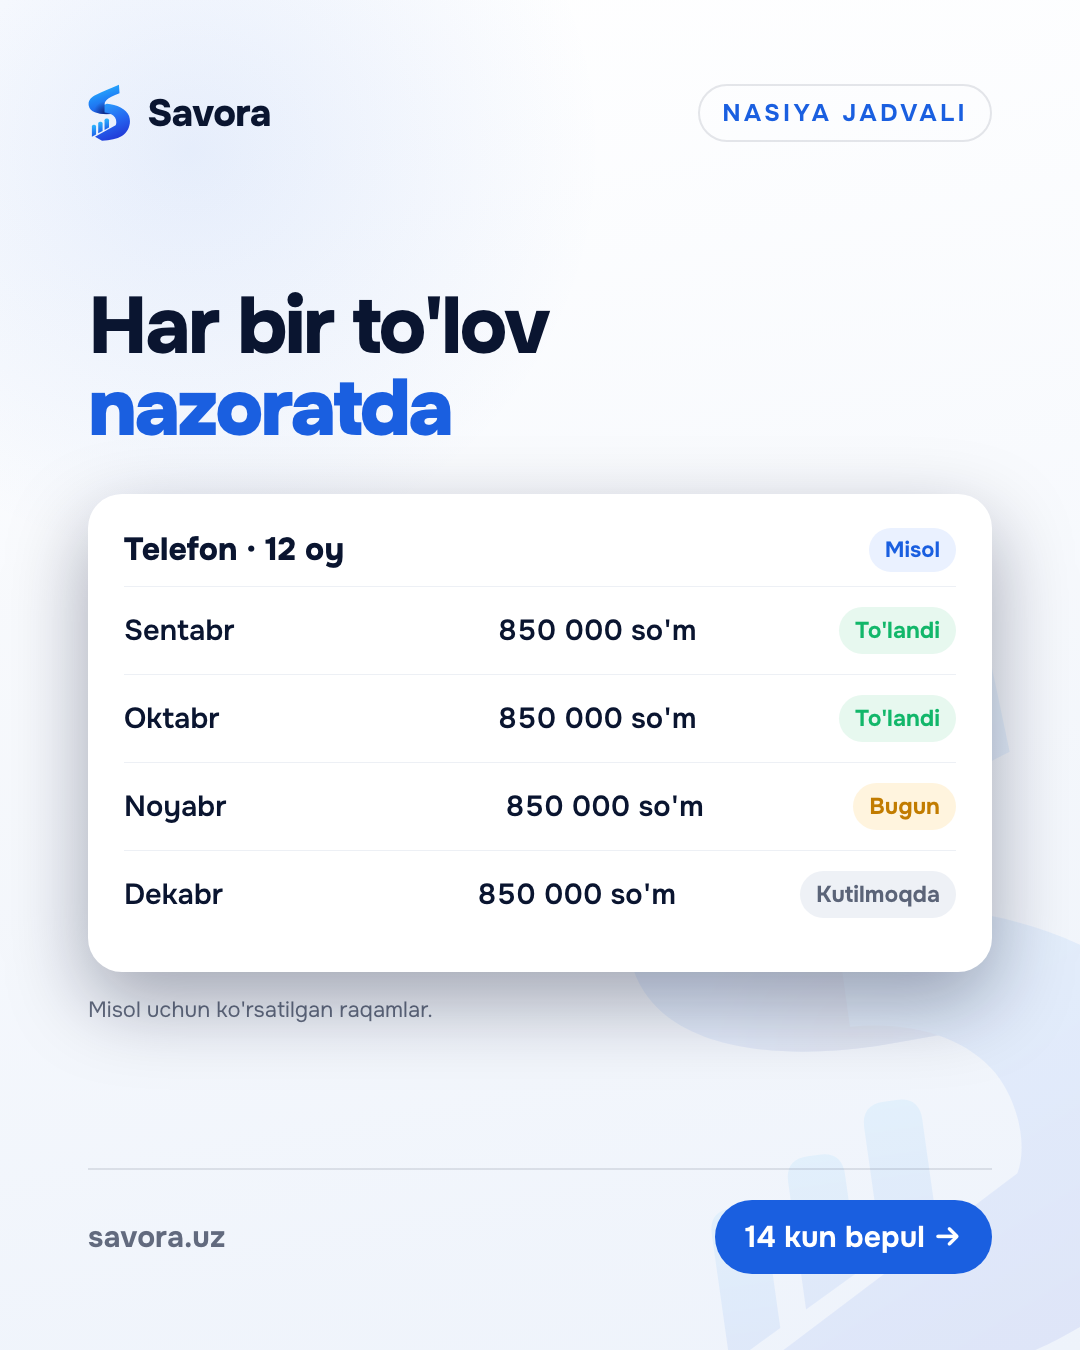 Savora
NASIYA JADVALI
Har bir to'lov
nazoratda
Telefon · 12 oy Misol
Sentabr 850 000 so'm To'landi
Oktabr 850 000 so'm To'landi
Noyabr 850 000 so'm Bugun
Dekabr 850 000 so'm Kutilmoqda
Misol uchun ko'rsatilgan raqamlar.
savora.uz
14 kun bepul →